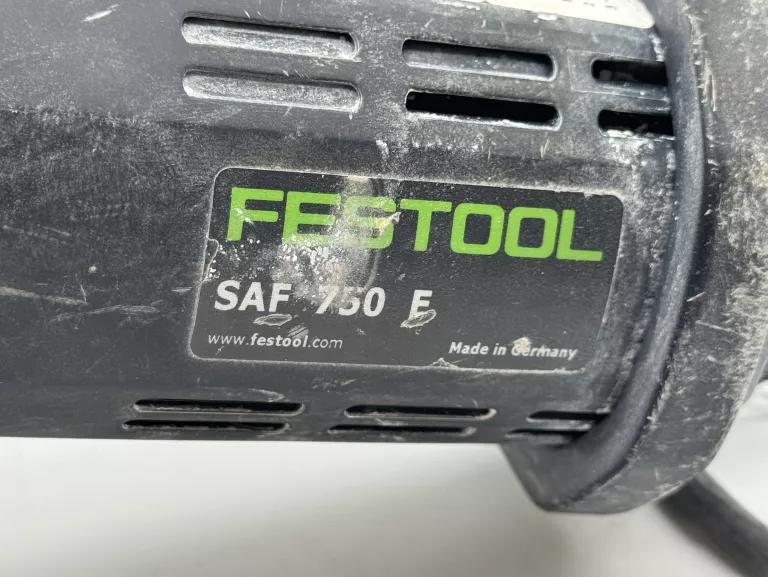 FESTOOL
SAF 750 E
www.festool.com
Made in Germany